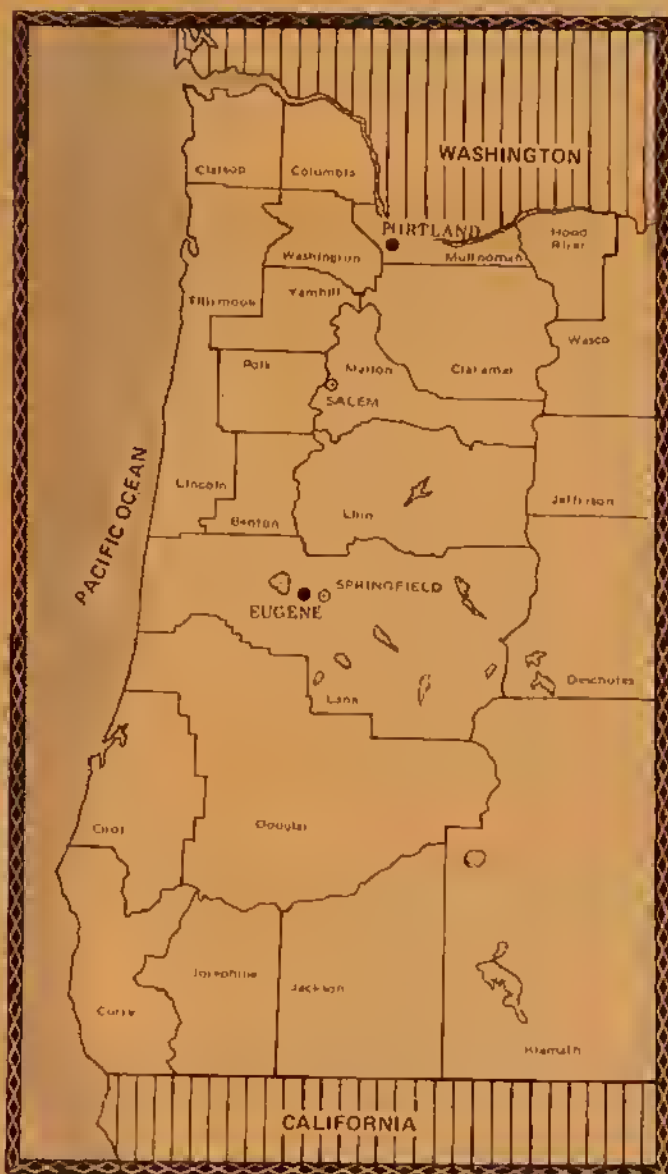 WASHINGTON
Clatsop
Columbia
PORTLAND
Hood
River
Washington
Multnomah
Yamhill
Tillamook
Wasco
Polk
Marion
Clackamas
SALEM
PACIFIC OCEAN
Lincoln
Benton
Linn
Jefferson
SPRINGFIELD
EUGENE
Lane
Deschutes
Coos
Douglas
Josephine
Jackson
Curry
Klamath
CALIFORNIA